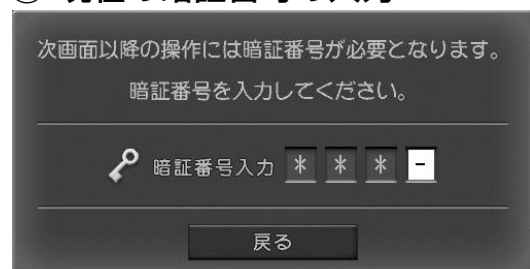 次画面以降の操作には暗証番号が必要となります。
暗証番号を入力してください。
暗証番号入力 * * * -
戻る